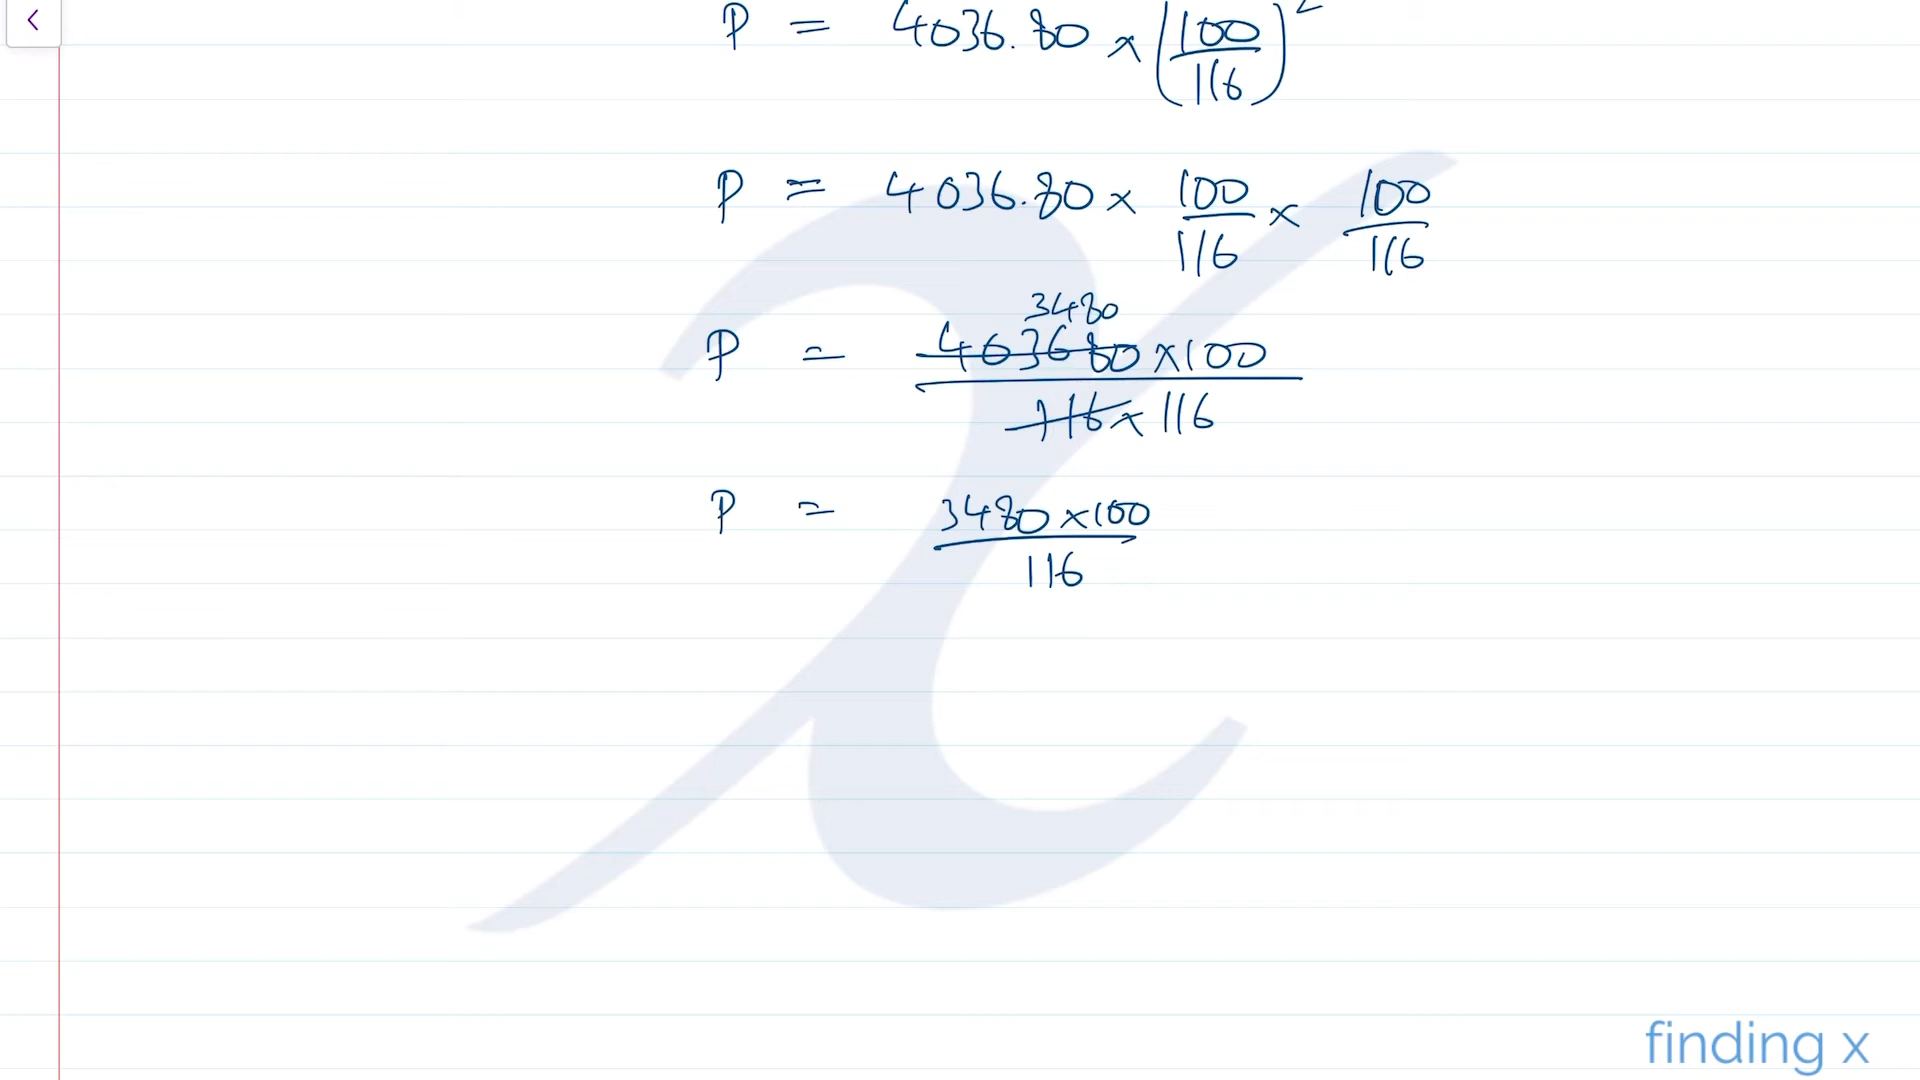 P = 4036.80 × (100/116)²
P = 4036.80 × 100/116 × 100/116
3480
P = 403680 × 100 / 116 × 116
P = 3480 × 100 / 116
finding x